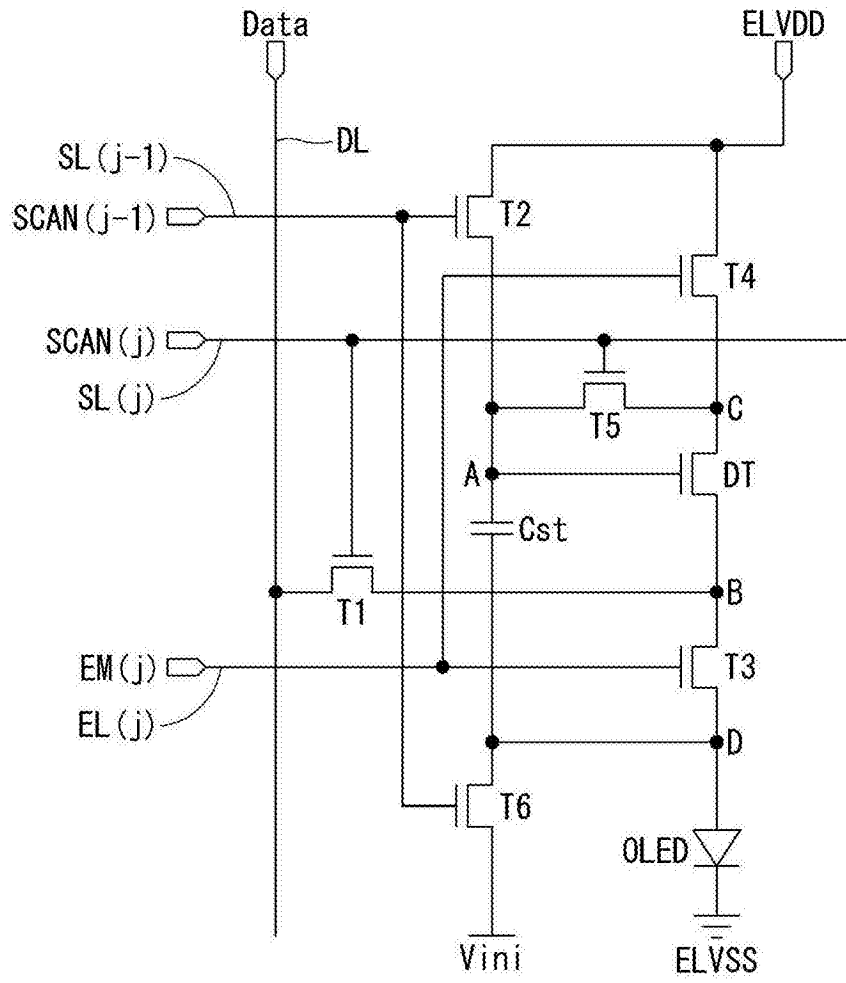 Data
ELVDD
DL
SL(j-1)
SCAN(j-1)
T2
T4
SCAN(j)
SL(j)
T5
C
A
DT
Cst
T1
B
EM(j)
T3
EL(j)
D
T6
OLED
Vini
ELVSS